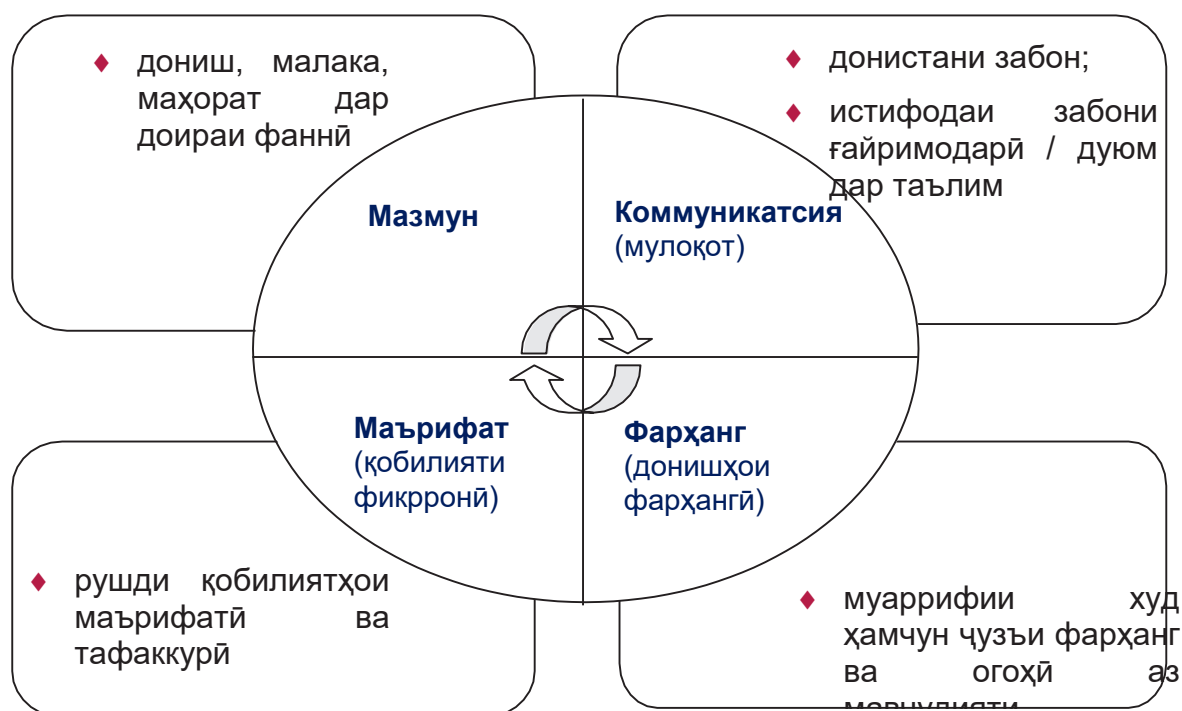 ♦ дониш, малака,
маҳорат дар
доираи фаннӣ
♦ донистани забон;
♦ истифодаи забони
ғайримодарӣ / дуюм
дар таълим
Мазмун
Коммуникатсия
(мулоқот)
Маърифат
(қобилияти
фикрронӣ)
Фарҳанг
(донишҳои
фарҳангӣ)
♦ рушди қобилиятҳои
маърифатӣ ва
тафаккурӣ
♦ муаррифии худ
ҳамчун ҷузъи фарҳанг
ва огоҳӣ аз